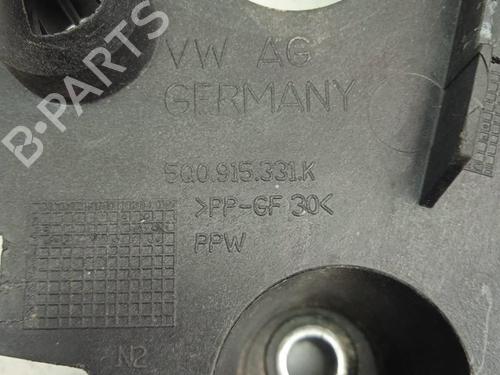 VW AG
GERMANY
5Q0.915.331.K
>PP-GF 30<
PPW
N2
B-PARTS